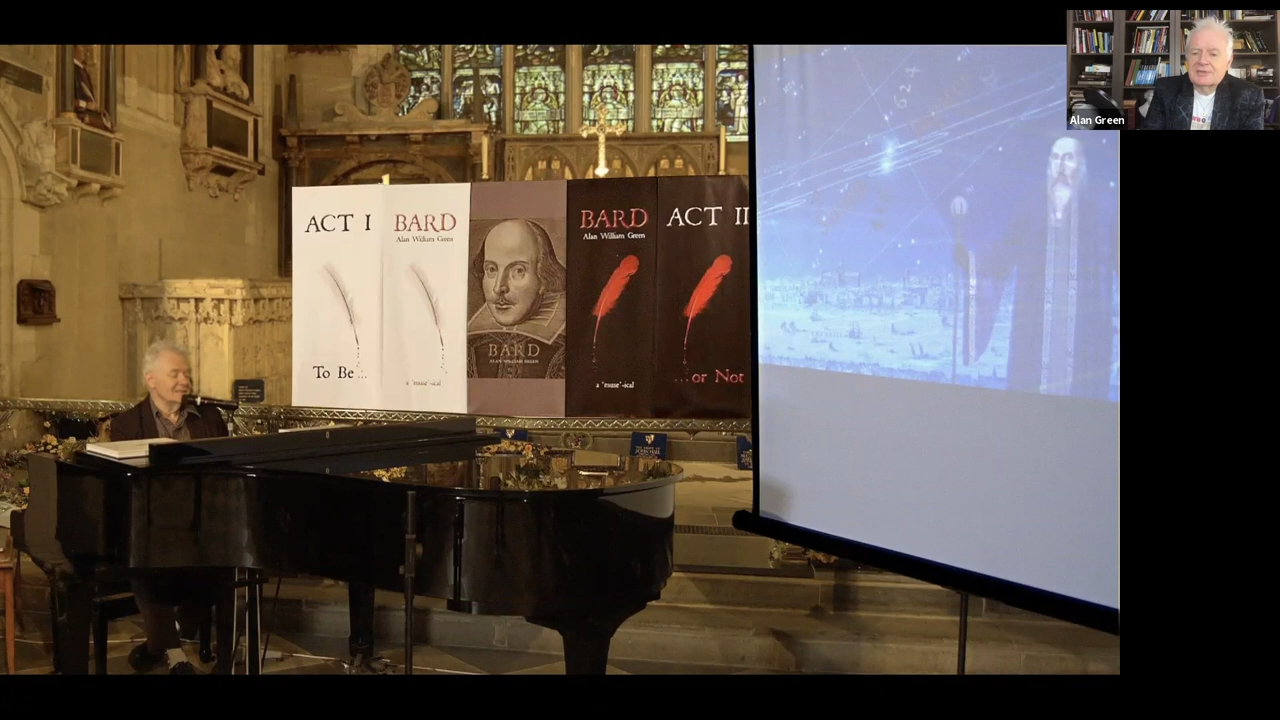 Alan Green
ACT I
BARD
Alan William Green
BARD
Alan William Green
ACT II
BARD
ALAN WILLIAM GREEN
To Be ...
a 'muse'-ical
a 'muse'-ical
...or Not